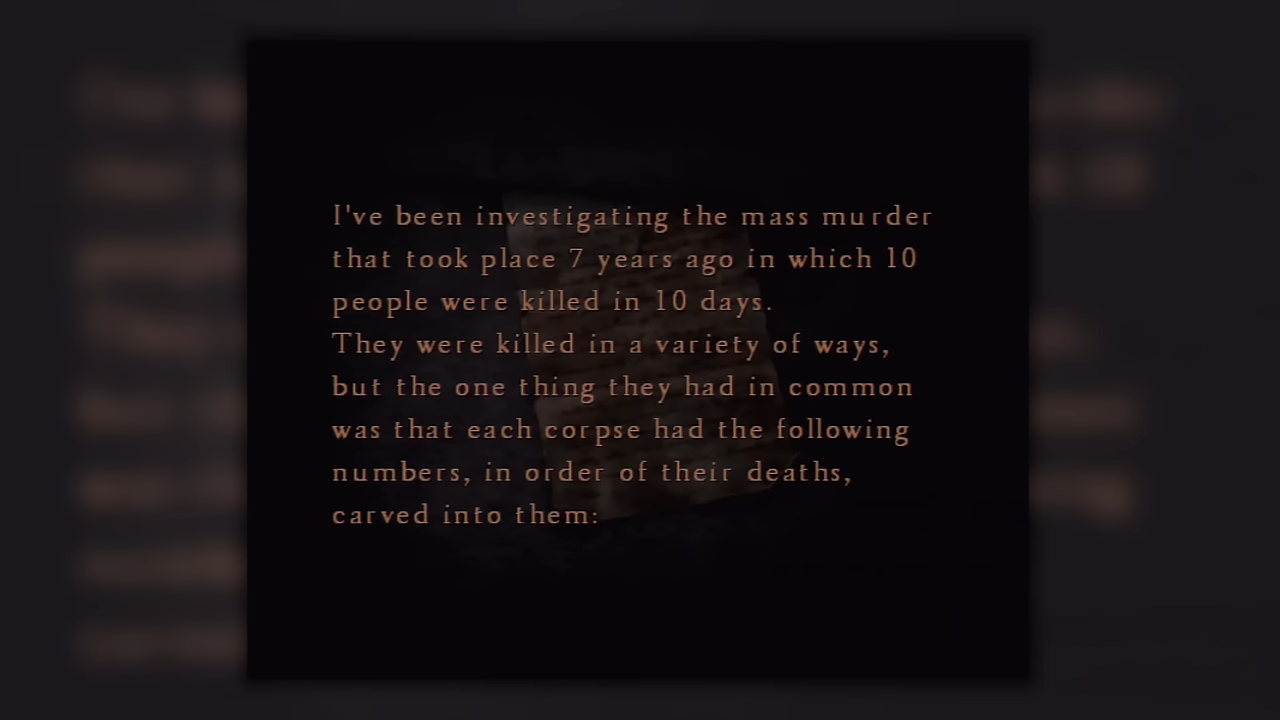 I've been investigating the mass murder
that took place 7 years ago in which 10
people were killed in 10 days.
They were killed in a variety of ways,
but the one thing they had in common
was that each corpse had the following
numbers, in order of their deaths,
carved into them: